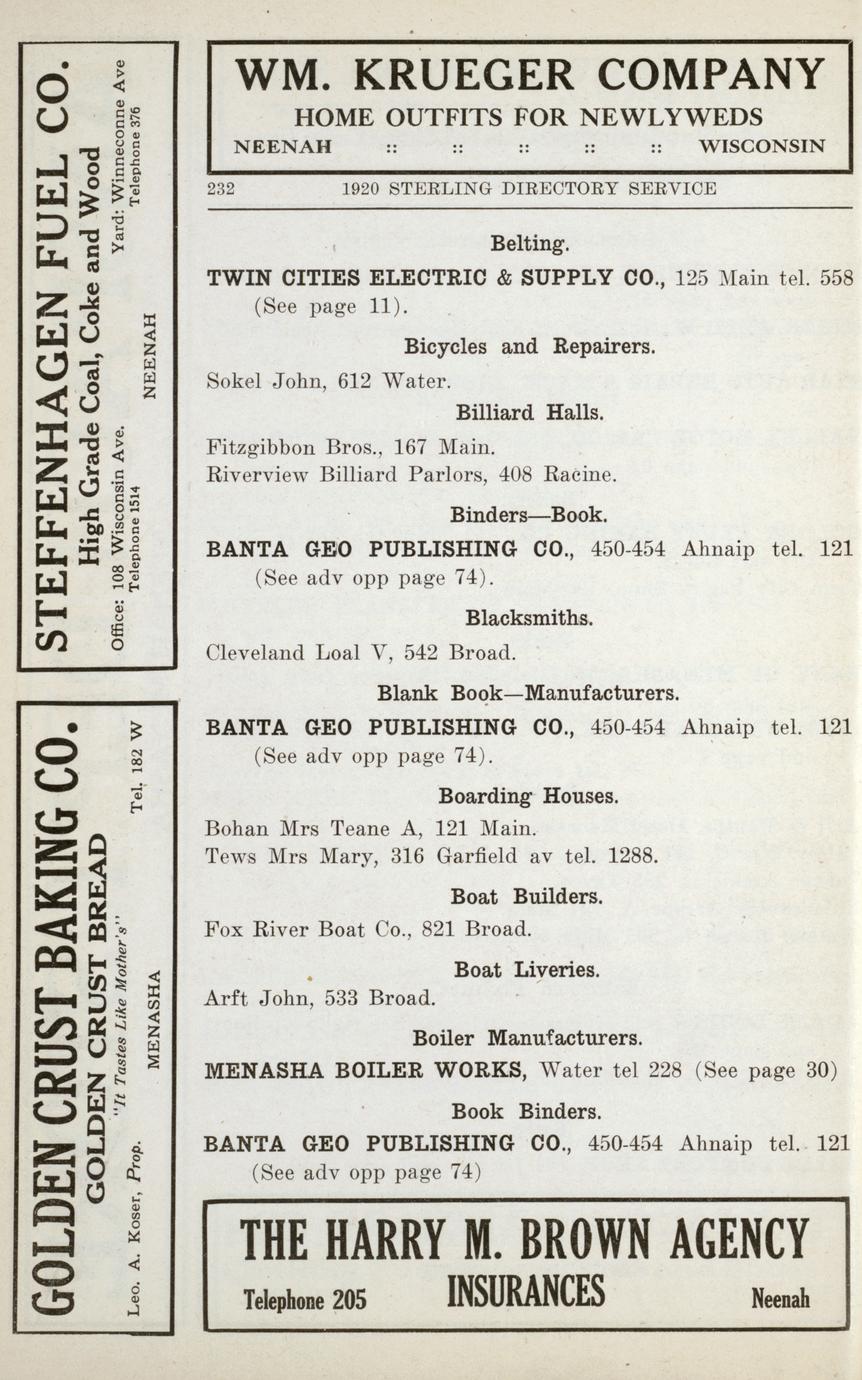 WM. KRUEGER COMPANY
HOME OUTFITS FOR NEWLYWEDS
NEENAH :: :: :: :: :: WISCONSIN
232 1920 STERLING DIRECTORY SERVICE
Belting.
TWIN CITIES ELECTRIC & SUPPLY CO., 125 Main tel. 558
(See page 11).
Bicycles and Repairers.
Sokel John, 612 Water.
Billiard Halls.
Fitzgibbon Bros., 167 Main.
Riverview Billiard Parlors, 408 Racine.
Binders—Book.
BANTA GEO PUBLISHING CO., 450-454 Ahnaip tel. 121
(See adv opp page 74).
Blacksmiths.
Cleveland Loal V, 542 Broad.
Blank Book—Manufacturers.
BANTA GEO PUBLISHING CO., 450-454 Ahnaip tel. 121
(See adv opp page 74).
Boarding Houses.
Bohan Mrs Teane A, 121 Main.
Tews Mrs Mary, 316 Garfield av tel. 1288.
Boat Builders.
Fox River Boat Co., 821 Broad.
Boat Liveries.
Arft John, 533 Broad.
Boiler Manufacturers.
MENASHA BOILER WORKS, Water tel 228 (See page 30)
Book Binders.
BANTA GEO PUBLISHING CO., 450-454 Ahnaip tel. 121
(See adv opp page 74)
THE HARRY M. BROWN AGENCY
Telephone 205 INSURANCES Neenah
STEFFENHAGEN FUEL CO.
High Grade Coal, Coke and Wood
Office: 108 Wisconsin Ave. Yard: Winneconne Ave
Telephone 1514 Telephone 376
NEENAH
GOLDEN CRUST BAKING CO.
GOLDEN CRUST BREAD
"It Tastes Like Mother's"
Leo. A. Koser, Prop. Tel. 182 W
MENASHA